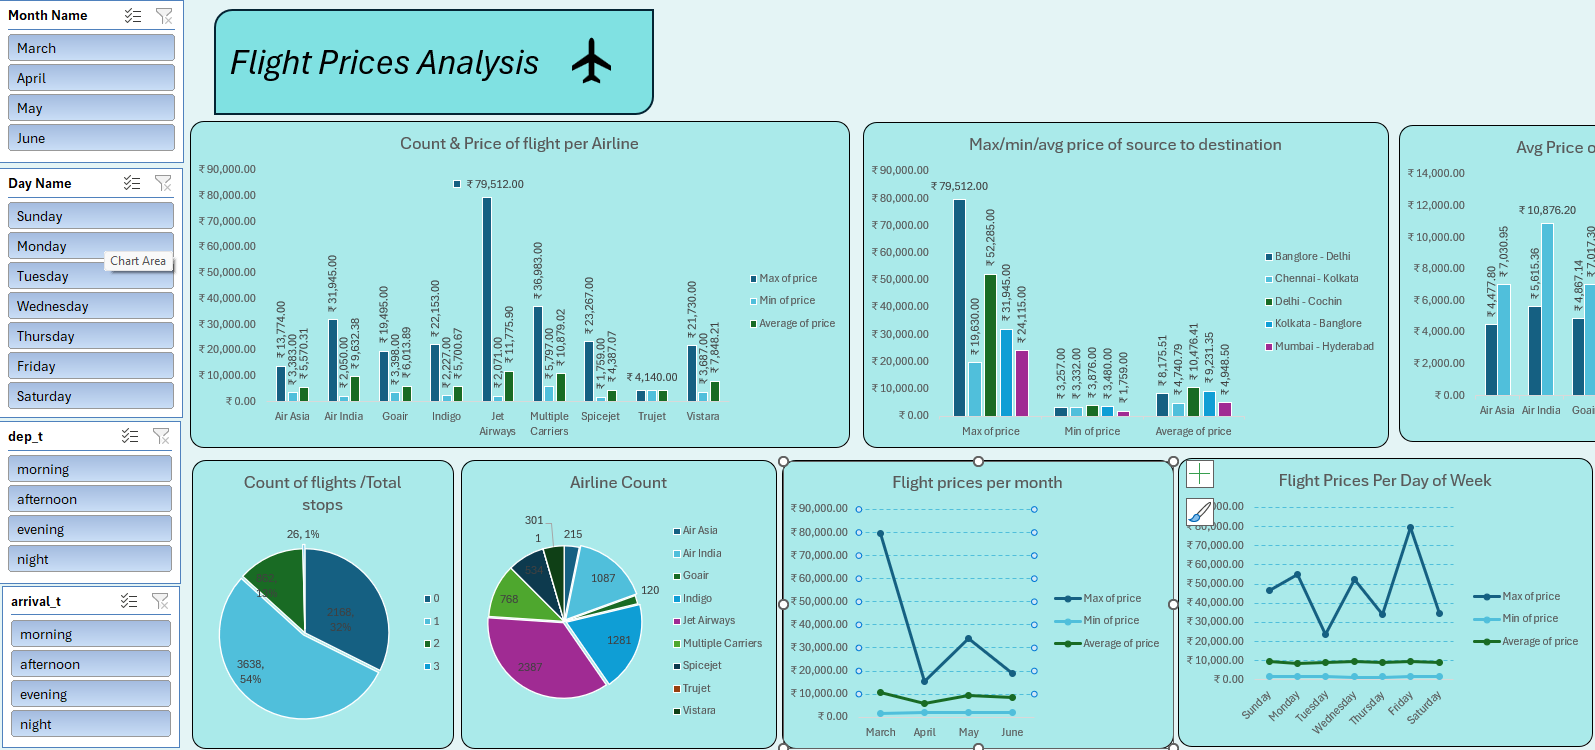 Month Name
March
April
May
June
Day Name
Sunday
Monday
Chart Area
Tuesday
Wednesday
Thursday
Friday
Saturday
dep_t
morning
afternoon
evening
night
arrival_t
morning
afternoon
evening
night
Flight Prices Analysis
Count & Price of flight per Airline
₹ 90,000.00
₹ 80,000.00
₹ 70,000.00
₹ 60,000.00
₹ 50,000.00
₹ 40,000.00
₹ 30,000.00
₹ 20,000.00
₹ 10,000.00
₹ 0.00
₹ 13,774.00
₹ 3,383.00
₹ 5,570.31
₹ 31,945.00
₹ 2,050.00
₹ 9,632.38
₹ 19,495.00
₹ 3,398.00
₹ 6,013.89
₹ 22,153.00
₹ 2,227.00
₹ 5,700.67
₹ 79,512.00
₹ 2,071.00
₹ 11,775.90
₹ 36,983.00
₹ 5,797.00
₹ 10,879.02
₹ 23,267.00
₹ 1,759.00
₹ 4,387.07
₹ 4,140.00
₹ 21,730.00
₹ 3,687.00
₹ 7,848.21
Air Asia
Air India
Goair
Indigo
Jet Airways
Multiple Carriers
Spicejet
Trujet
Vistara
Max of price
Min of price
Average of price
Max/min/avg price of source to destination
₹ 90,000.00
₹ 80,000.00
₹ 70,000.00
₹ 60,000.00
₹ 50,000.00
₹ 40,000.00
₹ 30,000.00
₹ 20,000.00
₹ 10,000.00
₹ 0.00
₹ 79,512.00
₹ 19,630.00
₹ 52,285.00
₹ 31,945.00
₹ 24,115.00
₹ 3,257.00
₹ 3,332.00
₹ 3,876.00
₹ 3,480.00
₹ 1,759.00
₹ 8,175.51
₹ 4,740.79
₹ 10,476.41
₹ 9,231.35
₹ 4,948.50
Max of price
Min of price
Average of price
Banglore - Delhi
Chennai - Kolkata
Delhi - Cochin
Kolkata - Banglore
Mumbai - Hyderabad
Avg Price o
₹ 14,000.00
₹ 12,000.00
₹ 10,000.00
₹ 8,000.00
₹ 6,000.00
₹ 4,000.00
₹ 2,000.00
₹ 0.00
₹ 4,477.80
₹ 7,030.95
₹ 5,615.36
₹ 10,876.20
₹ 4,867.14
₹ 7,017.30
Air Asia
Air India
Goair
Count of flights /Total
stops
26, 1%
2168,
32%
3638,
54%
0
1
2
3
Airline Count
301
1
215
1087
120
1281
2387
768
534
Air Asia
Air India
Goair
Indigo
Jet Airways
Multiple Carriers
Spicejet
Trujet
Vistara
Flight prices per month
₹ 90,000.00
₹ 80,000.00
₹ 70,000.00
₹ 60,000.00
₹ 50,000.00
₹ 40,000.00
₹ 30,000.00
₹ 20,000.00
₹ 10,000.00
₹ 0.00
March
April
May
June
Max of price
Min of price
Average of price
Flight Prices Per Day of Week
00.00
₹ 80,000.00
₹ 70,000.00
₹ 60,000.00
₹ 50,000.00
₹ 40,000.00
₹ 30,000.00
₹ 20,000.00
₹ 10,000.00
₹ 0.00
Sunday
Monday
Tuesday
Wednesday
Thursday
Friday
Saturday
Max of price
Min of price
Average of price